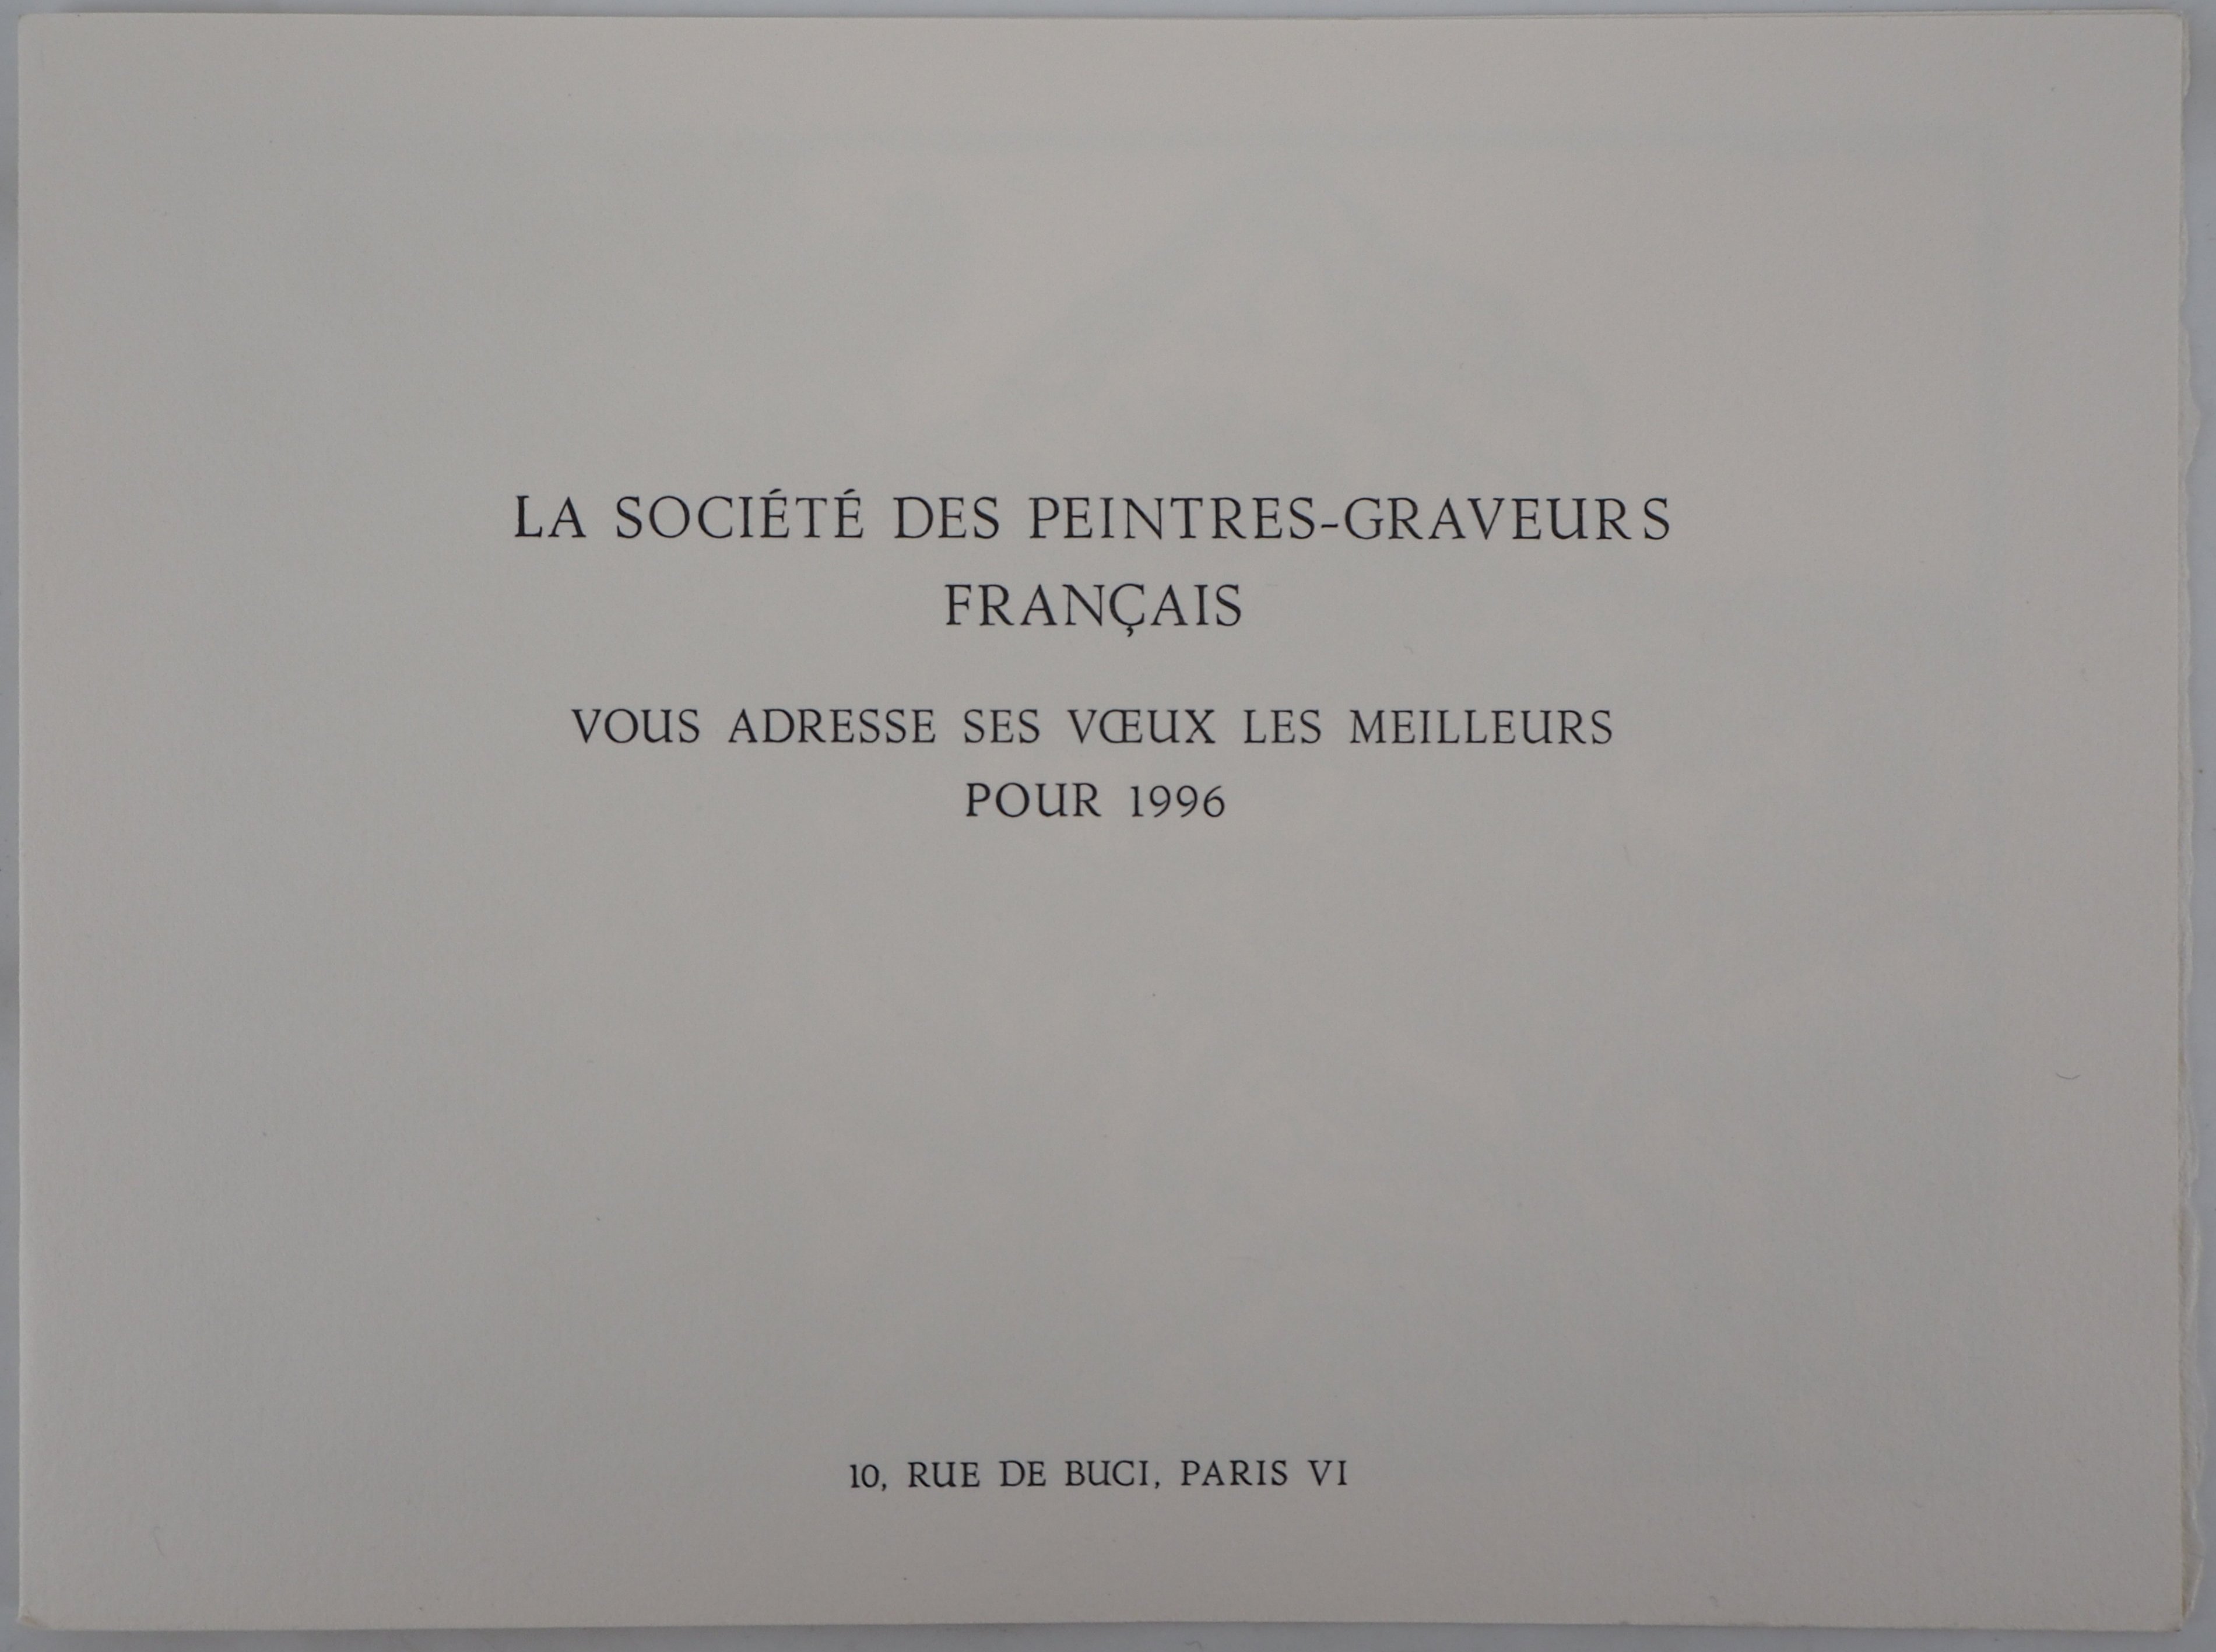 LA SOCIÉTÉ DES PEINTRES-GRAVEURS
FRANÇAIS
VOUS ADRESSE SES VŒUX LES MEILLEURS
POUR 1996
10, RUE DE BUCI, PARIS VI